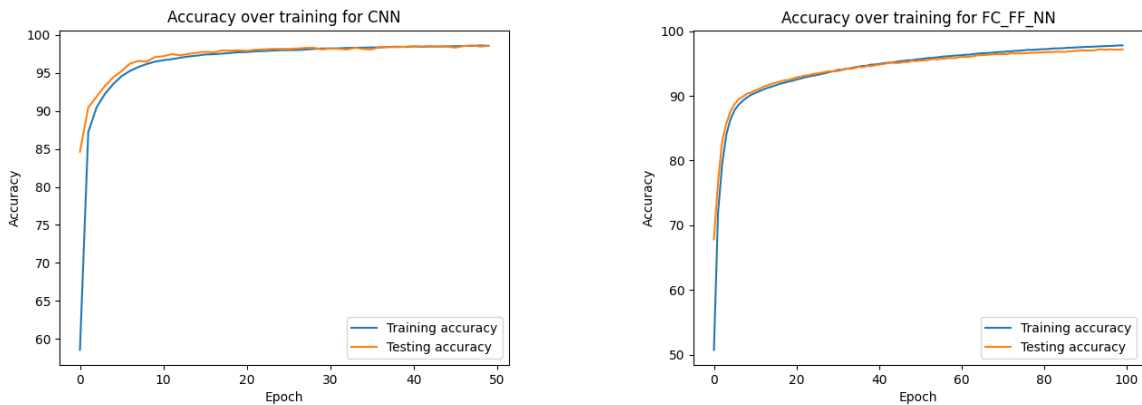 Accuracy over training for CNN
100
95
90
85
80
75
70
65
60
Accuracy
0 10 20 30 40 50
Epoch
Training accuracy
Testing accuracy
Accuracy over training for FC_FF_NN
100
90
80
70
60
50
Accuracy
0 20 40 60 80 100
Epoch
Training accuracy
Testing accuracy